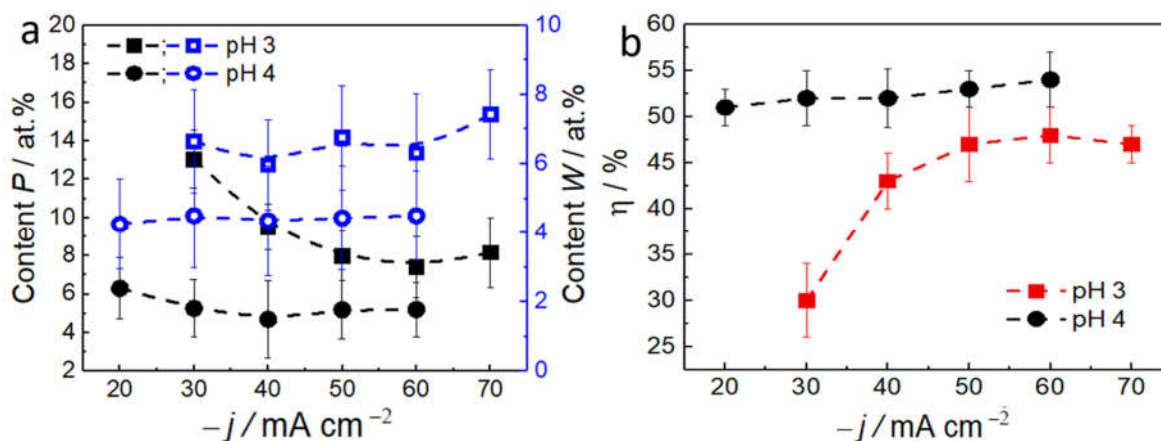 a
20
18
16
14
12
10
8
6
4
2
Content P / at.%
; pH 3
; pH 4
10
8
6
4
2
0
Content W / at.%
20 30 40 50 60 70
–j / mA cm⁻²
b
60
55
50
45
40
35
30
25
η / %
pH 3
pH 4
20 30 40 50 60 70
–j / mA cm⁻²